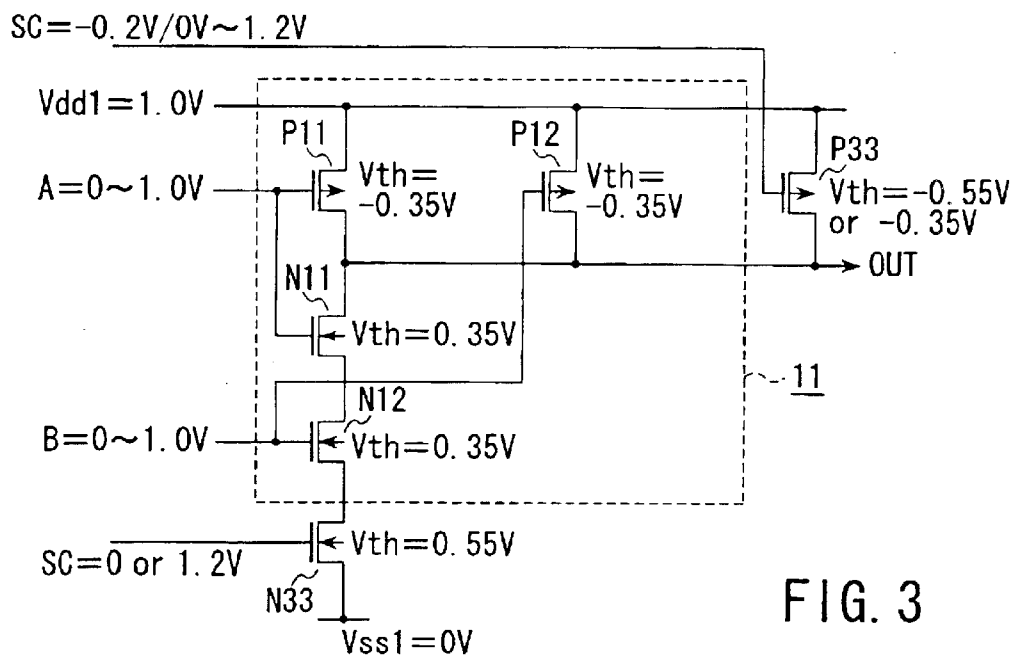 SC=-0.2V/0V~1.2V
Vdd1=1.0V
P11
P12
P33
A=0~1.0V
Vth=
-0.35V
Vth=
-0.35V
Vth=-0.55V
or -0.35V
OUT
N11
Vth=0.35V
11
N12
B=0~1.0V
Vth=0.35V
SC=0 or 1.2V
Vth=0.55V
N33
Vss1=0V
FIG. 3